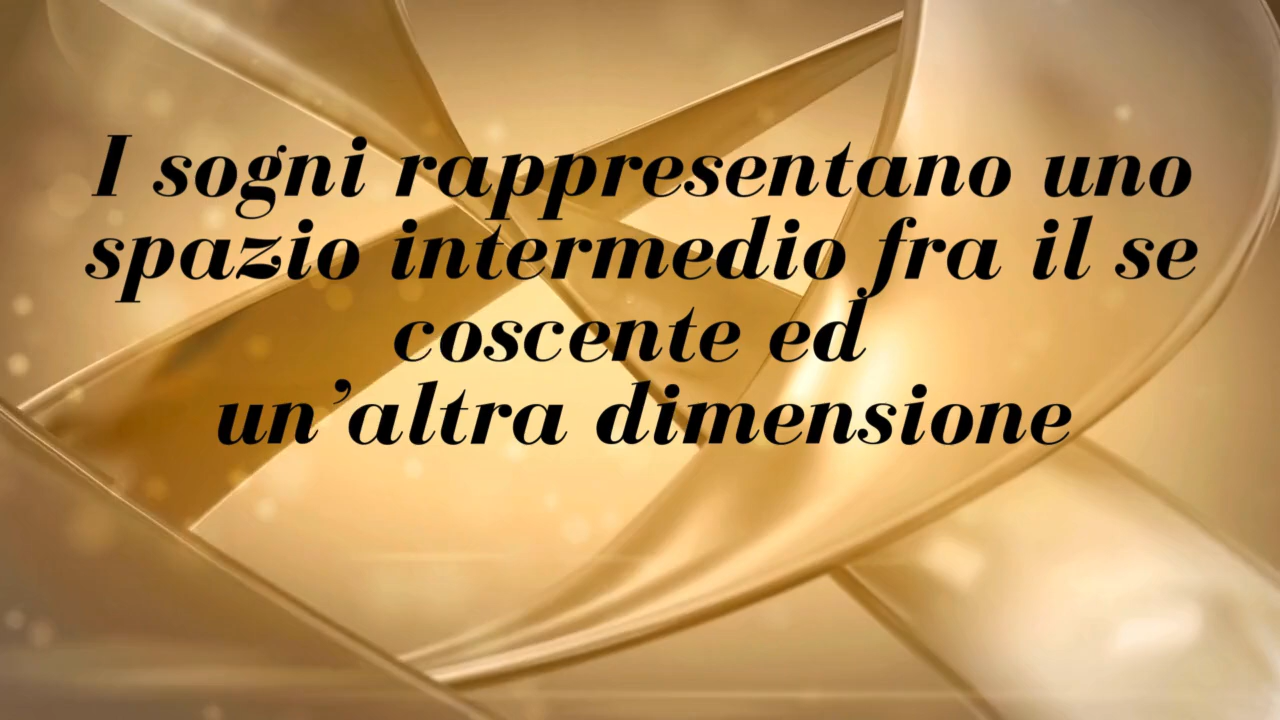 I sogni rappresentano uno
spazio intermedio fra il se
coscente ed
un’altra dimensione